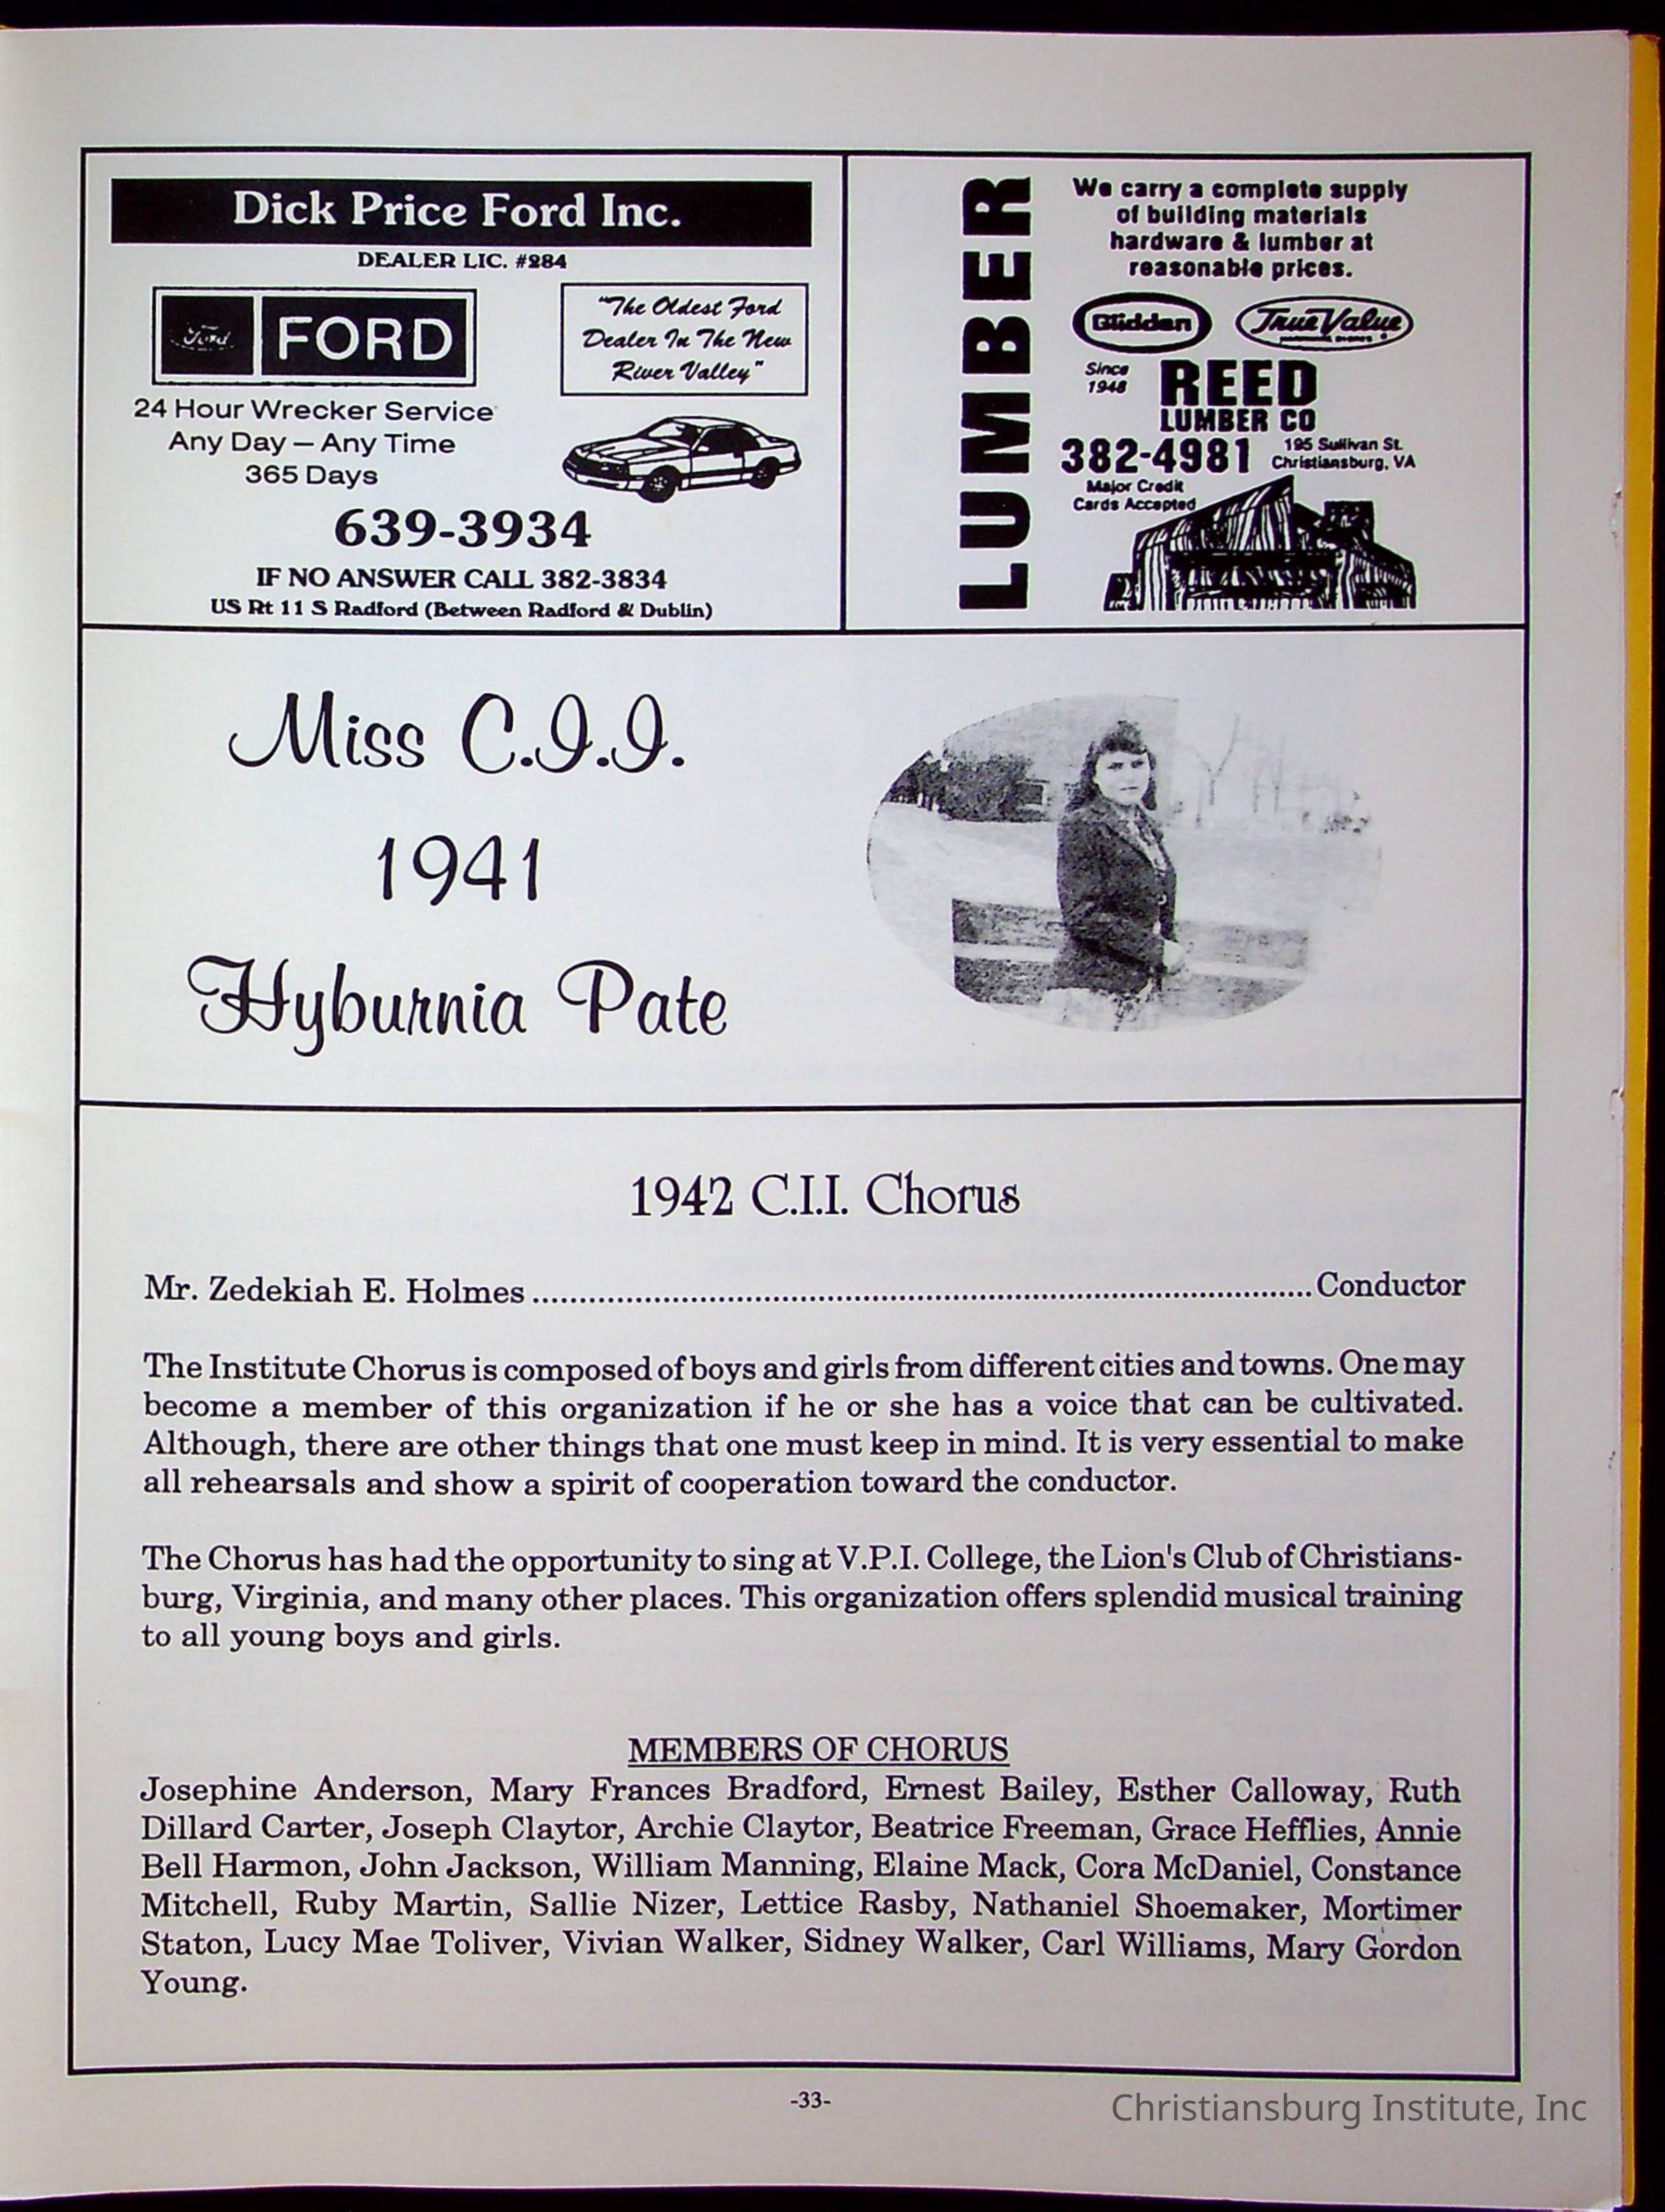 Dick Price Ford Inc.
DEALER LIC. #284
Ford
FORD
"The Oldest Ford
Dealer In The New
River Valley"
24 Hour Wrecker Service
Any Day – Any Time
365 Days
639-3934
IF NO ANSWER CALL 382-3834
US Rt 11 S Radford (Between Radford & Dublin)
LUMBER
We carry a complete supply
of building materials
hardware & lumber at
reasonable prices.
Glidden
True Value
Since
1948
REED
LUMBER CO
382-4981
195 Sullivan St.
Christiansburg, VA
Major Credit
Cards Accepted
Miss C.I.I.
1941
Hyburnia Pate
1942 C.I.I. Chorus
Mr. Zedekiah E. Holmes ........................................................................................ Conductor
The Institute Chorus is composed of boys and girls from different cities and towns. One may
become a member of this organization if he or she has a voice that can be cultivated.
Although, there are other things that one must keep in mind. It is very essential to make
all rehearsals and show a spirit of cooperation toward the conductor.
The Chorus has had the opportunity to sing at V.P.I. College, the Lion's Club of Christians-
burg, Virginia, and many other places. This organization offers splendid musical training
to all young boys and girls.
MEMBERS OF CHORUS
Josephine Anderson, Mary Frances Bradford, Ernest Bailey, Esther Calloway, Ruth
Dillard Carter, Joseph Claytor, Archie Claytor, Beatrice Freeman, Grace Hefflies, Annie
Bell Harmon, John Jackson, William Manning, Elaine Mack, Cora McDaniel, Constance
Mitchell, Ruby Martin, Sallie Nizer, Lettice Rasby, Nathaniel Shoemaker, Mortimer
Staton, Lucy Mae Toliver, Vivian Walker, Sidney Walker, Carl Williams, Mary Gordon
Young.
-33-
Christiansburg Institute, Inc